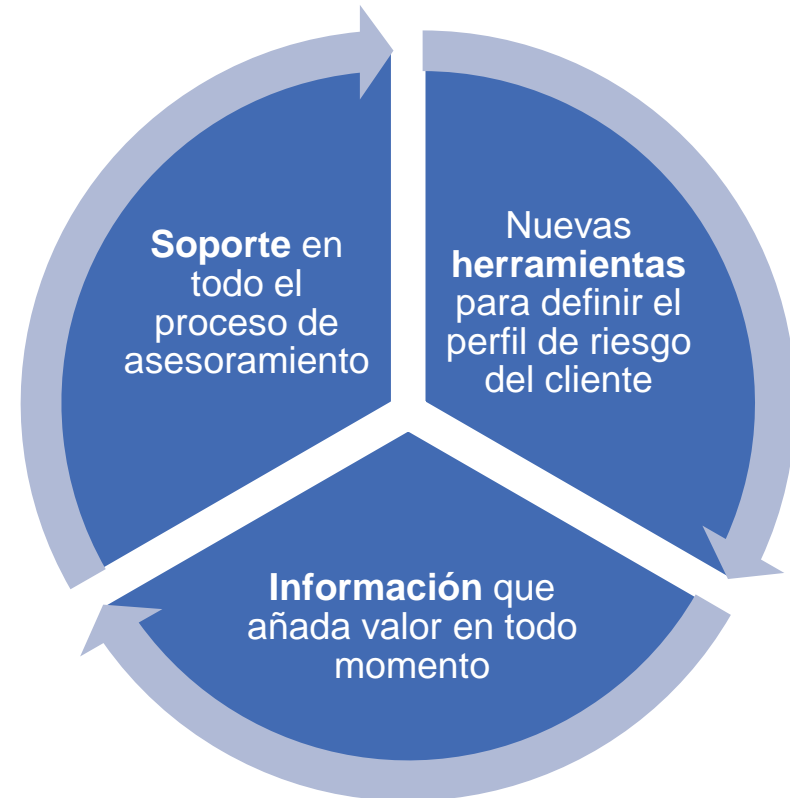 Soporte en
todo el
proceso de
asesoramiento
Nuevas
herramientas
para definir el
perfil de riesgo
del cliente
Información que
añada valor en todo
momento